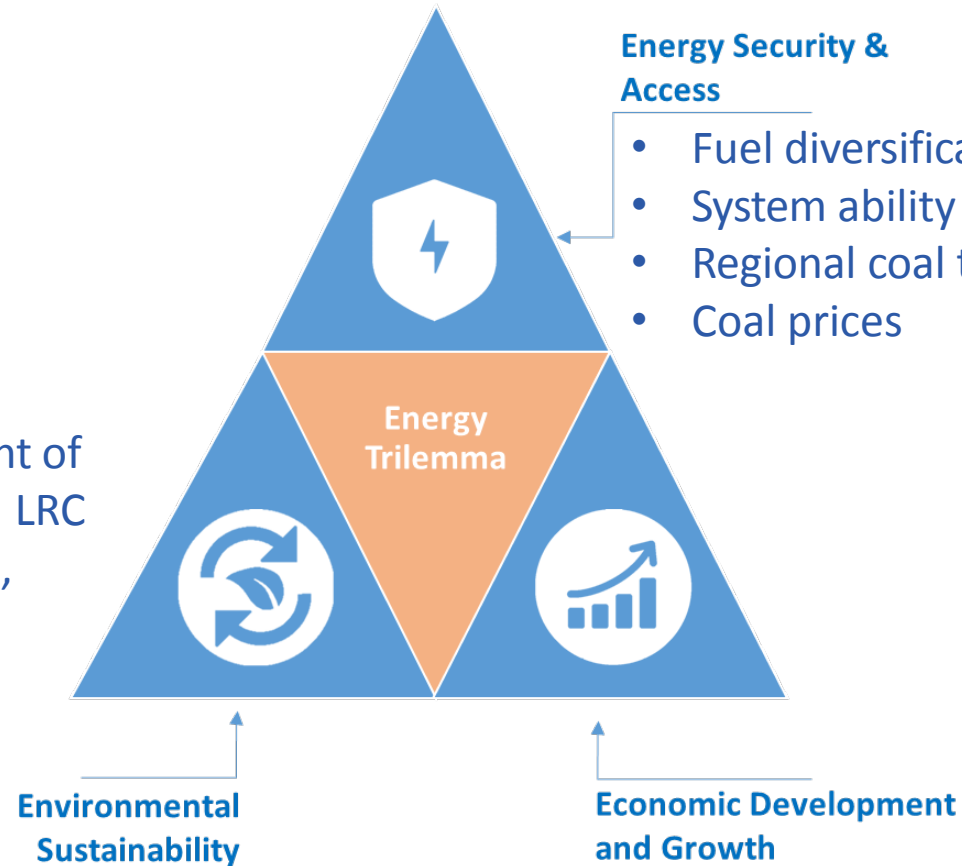 Energy Security &
Access
• Fuel diversifica
• System ability
• Regional coal t
• Coal prices
Energy
Trilemma
nt of
LRC
,
Environmental
Sustainability
Economic Development
and Growth